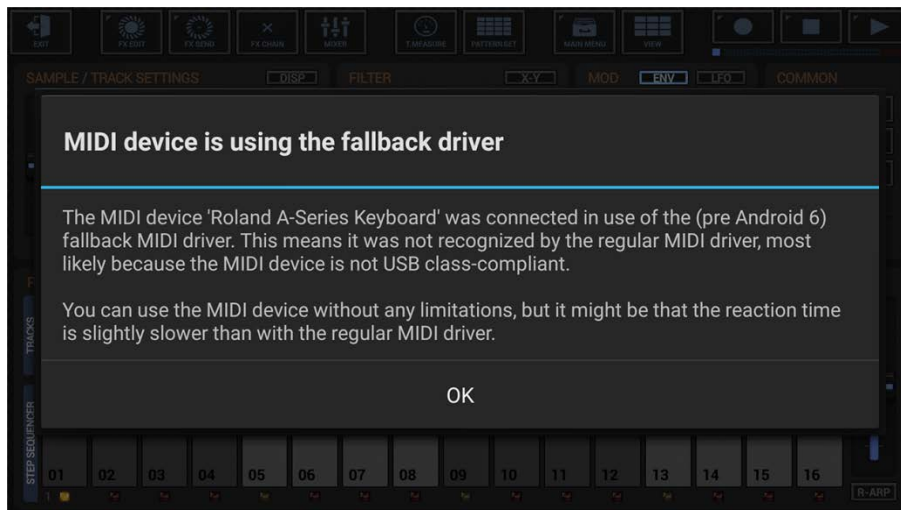 EXIT
FX EDIT
FX SEND
FX CHAIN
MIXER
T.MEASURE
PATTERN SET
MAIN MENU
VIEW
SAMPLE / TRACK SETTINGS
DISP
FILTER
X-Y
MOD
ENV
LFO
COMMON
MIDI device is using the fallback driver
The MIDI device 'Roland A-Series Keyboard' was connected in use of the (pre Android 6)
fallback MIDI driver. This means it was not recognized by the regular MIDI driver, most
likely because the MIDI device is not USB class-compliant.
You can use the MIDI device without any limitations, but it might be that the reaction time
is slightly slower than with the regular MIDI driver.
OK
TRACKS
STEP SEQUENCER
01 02 03 04 05 06 07 08 09 10 11 12 13 14 15 16
1
R-ARP